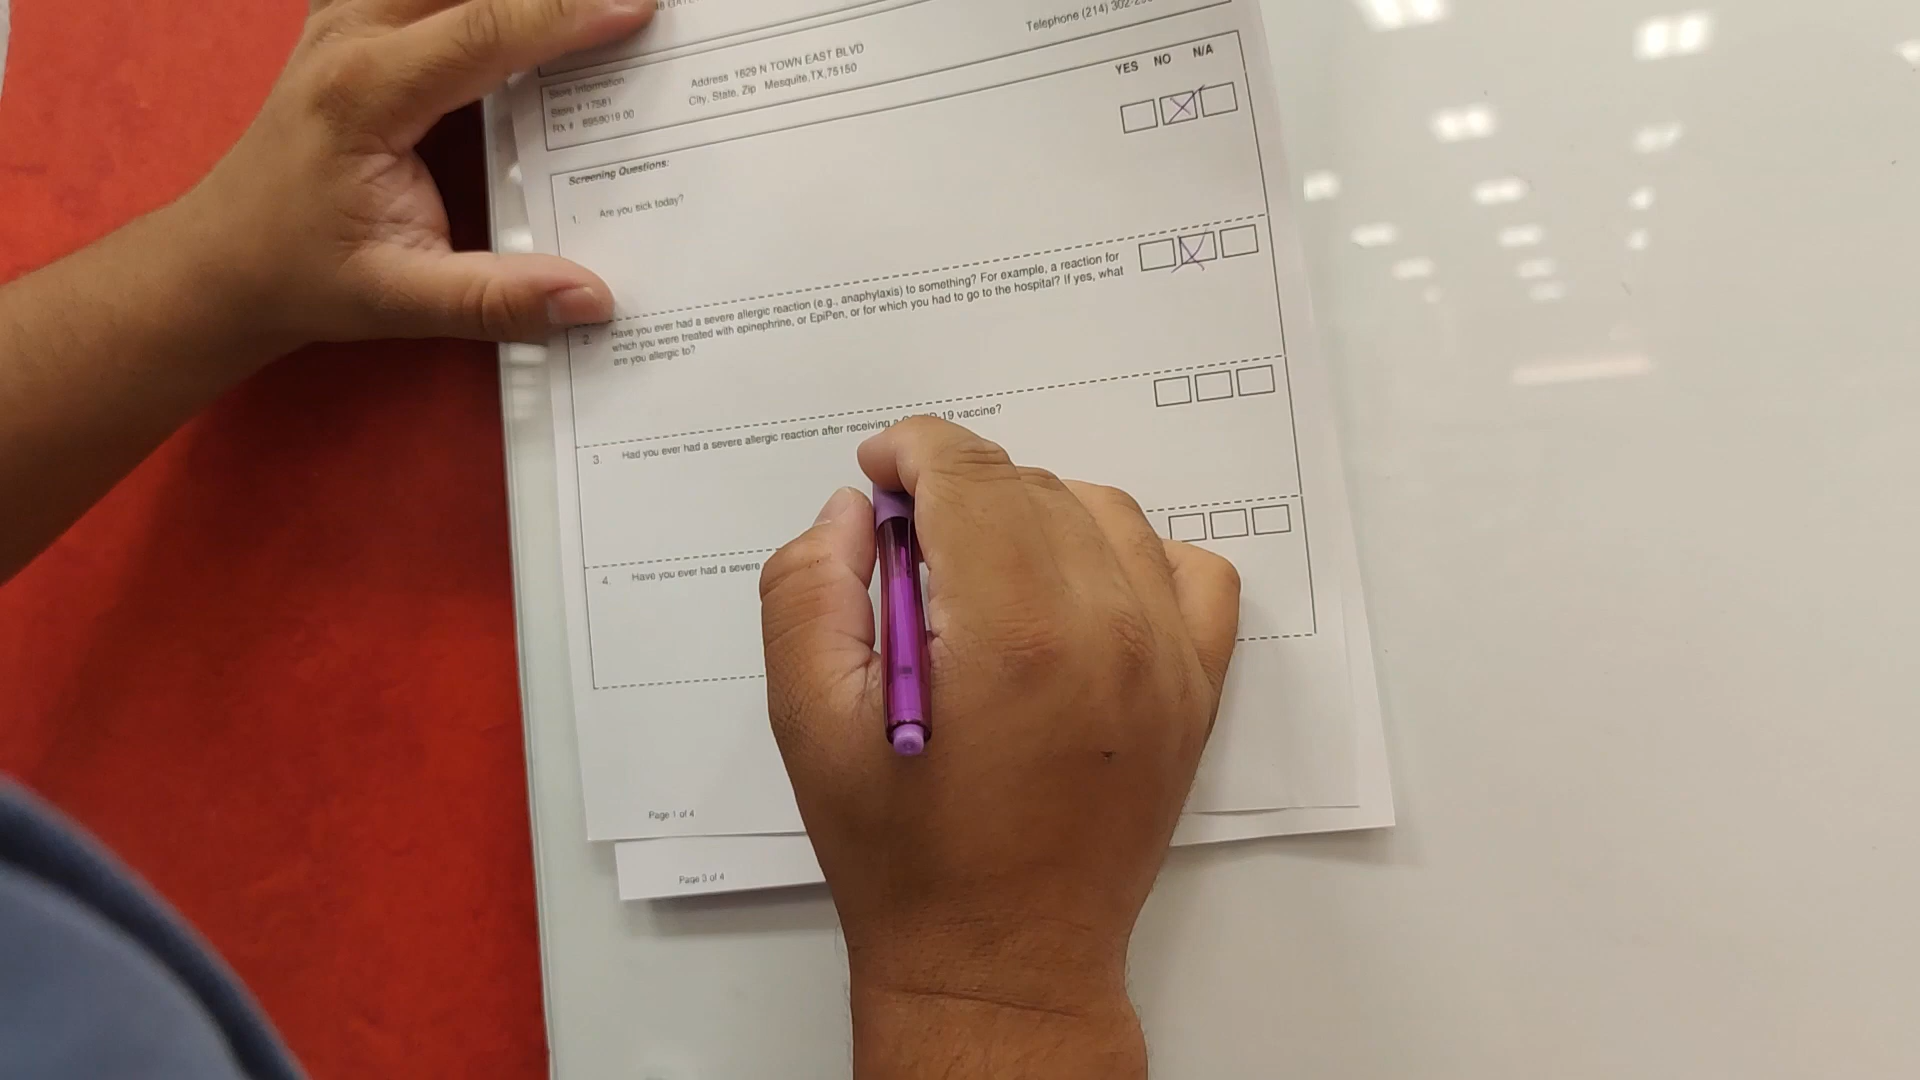 Telephone (214) 302-
Store Information:
Store # 17581
Rx # 8959019 00
Address 1629 N TOWN EAST BLVD
City, State, Zip Mesquite,TX,75150
YES NO N/A
Screening Questions:
1. Are you sick today?
2. Have you ever had a severe allergic reaction (e.g., anaphylaxis) to something? For example, a reaction for
which you were treated with epinephrine, or EpiPen, or for which you had to go to the hospital? If yes, what
are you allergic to?
3. Had you ever had a severe allergic reaction after receiving -19 vaccine?
4. Have you ever had a severe
Page 1 of 4
Page 3 of 4